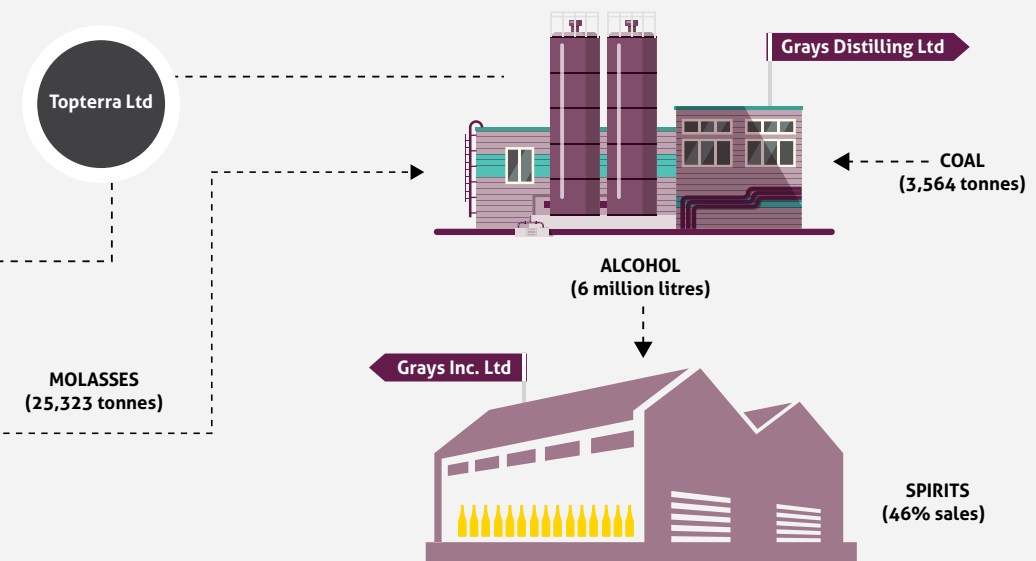 Grays Distilling Ltd
Topterra Ltd
COAL
(3,564 tonnes)
ALCOHOL
(6 million litres)
Grays Inc. Ltd
MOLASSES
(25,323 tonnes)
SPIRITS
(46% sales)